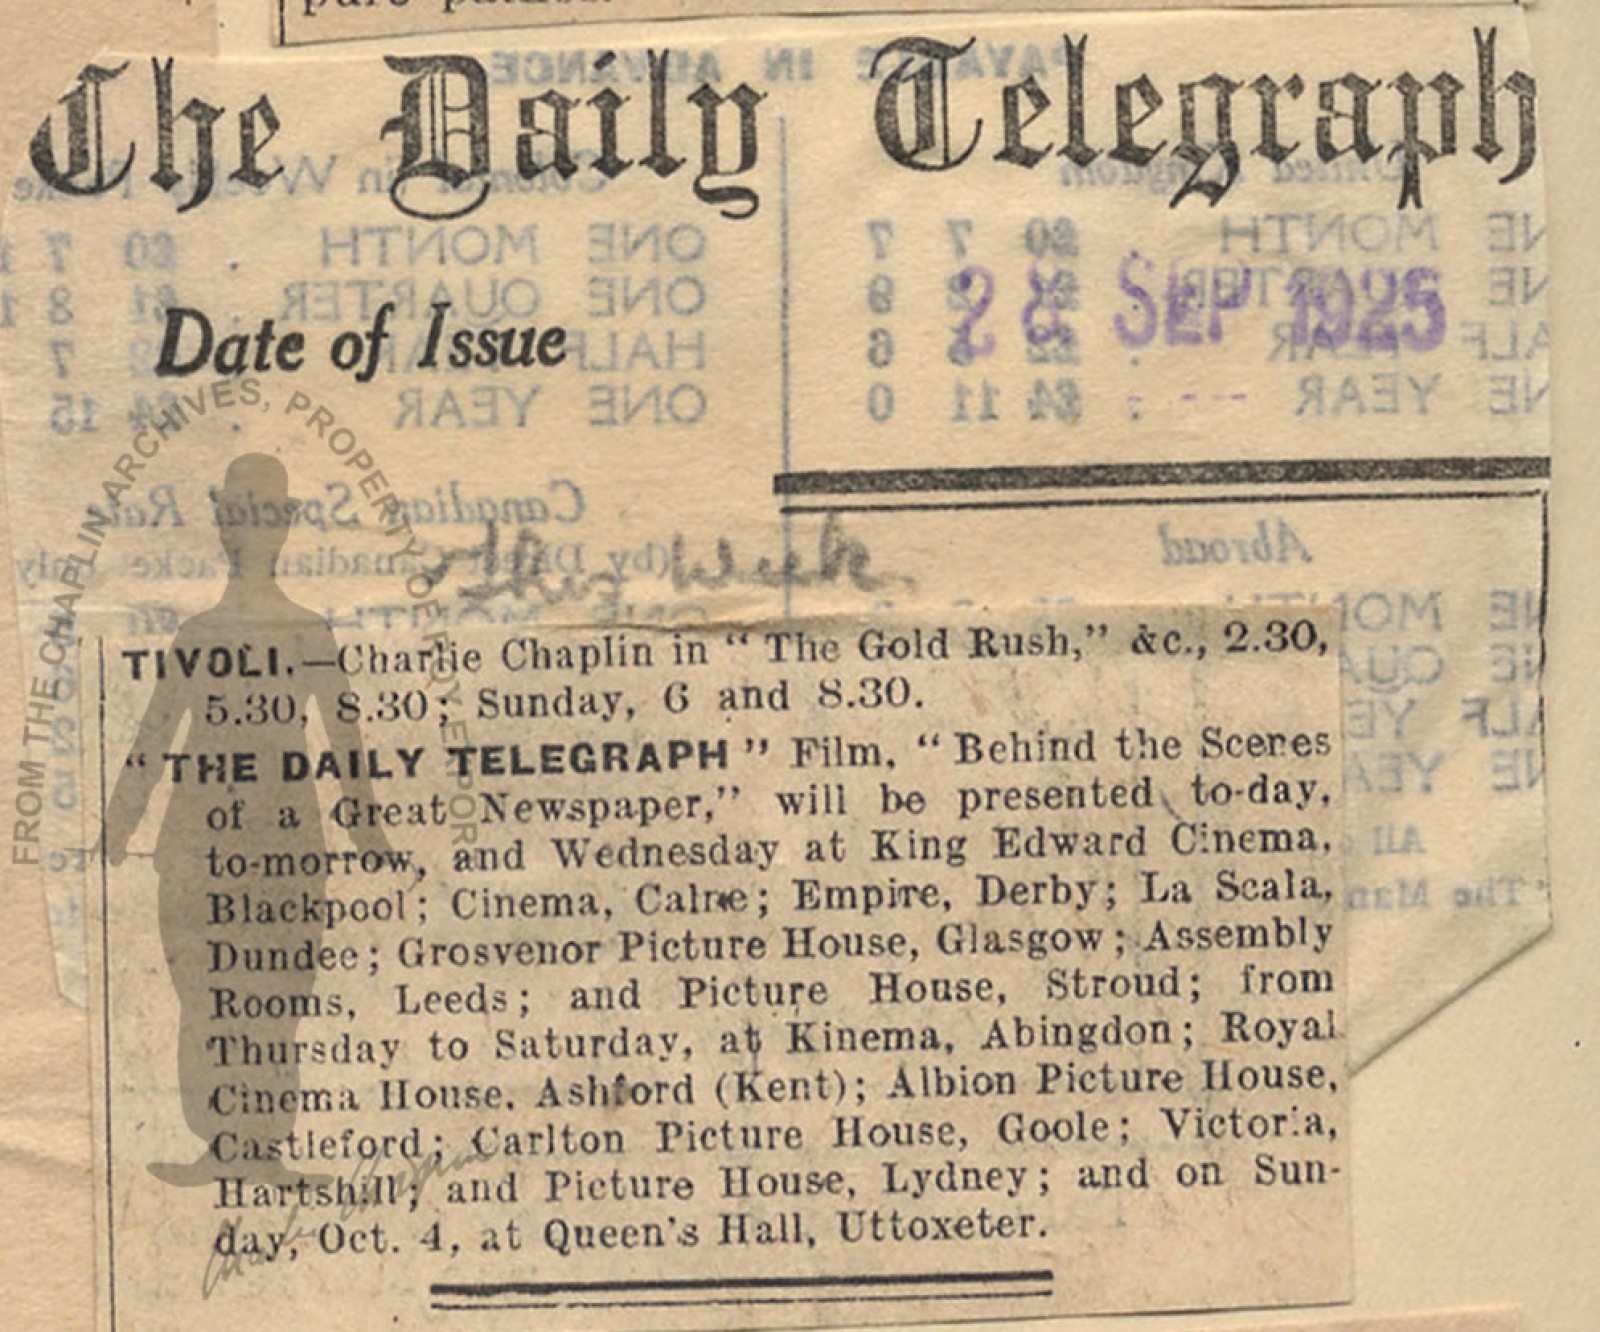 The Daily Telegraph
Date of Issue
28 SEP 1925
This Week.
TIVOLI.—Charlie Chaplin in “ The Gold Rush,” &c., 2.30,
5.30, 8.30; Sunday, 6 and 8.30.
“ THE DAILY TELEGRAPH ” Film, “ Behind the Scenes
of a Great Newspaper,” will be presented to-day,
to-morrow, and Wednesday at King Edward Cinema,
Blackpool; Cinema, Calne; Empire, Derby; La Scala,
Dundee; Grosvenor Picture House, Glasgow; Assembly
Rooms, Leeds; and Picture House, Stroud; from
Thursday to Saturday, at Kinema, Abingdon; Royal
Cinema House, Ashford (Kent); Albion Picture House,
Castleford; Carlton Picture House, Goole; Victoria,
Hartshill; and Picture House, Lydney; and on Sun-
day, Oct. 4, at Queen’s Hall, Uttoxeter.
FROM THE CHAPLIN ARCHIVES, PROPERTY OF ROY EXPORT